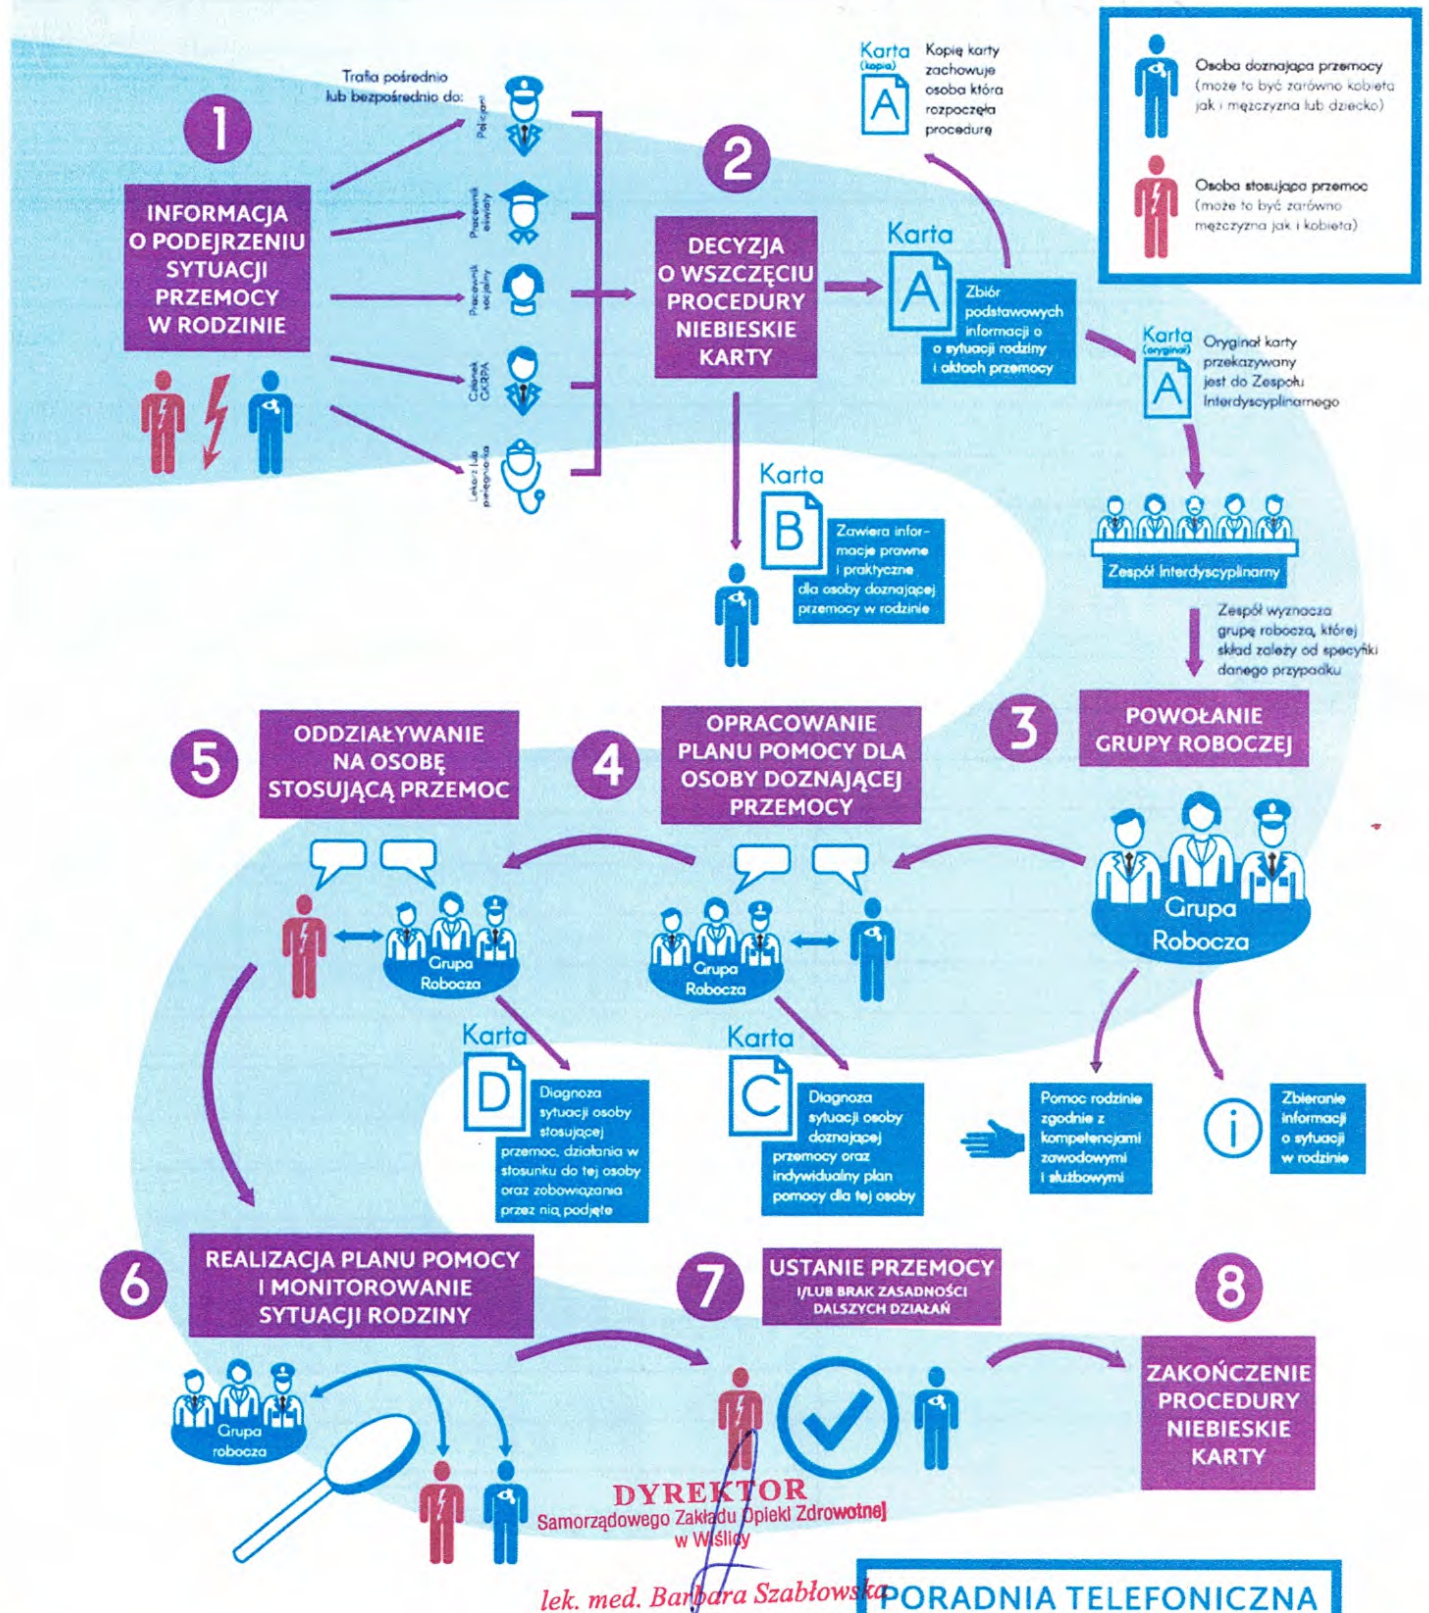 1
INFORMACJA
O PODEJRZENIU
SYTUACJI
PRZEMOCY
W RODZINIE
Trafia pośrednio
lub bezpośrednio do:
Policjant
Pracownik
oświaty
Pracownik
socjalny
Członek
GKRPA
Lekarz lub
pielęgniarka
2
DECYZJA
O WSZCZĘCIU
PROCEDURY
NIEBIESKIE
KARTY
Karta
A
Zbiór
podstawowych
informacji o
o sytuacji rodziny
i aktach przemocy
Karta
(kopia)
A
Kopię karty
zachowuje
osoba która
rozpoczęła
procedurę
Osoba doznająca przemocy
(może to być zarówno kobieta
jak i mężczyzna lub dziecko)
Osoba stosująca przemoc
(może to być zarówno
mężczyzna jak i kobieta)
Karta
(oryginał)
A
Oryginał karty
przekazywany
jest do Zespołu
Interdyscyplinarnego
Karta
B
Zawiera infor-
macje prawne
i praktyczne
dla osoby doznającej
przemocy w rodzinie
Zespół Interdyscyplinarny
Zespół wyznacza
grupę roboczą, której
skład zależy od specyfiki
danego przypadku
3
POWOŁANIE
GRUPY ROBOCZEJ
Grupa
Robocza
Pomoc rodzinie
zgodnie z
kompetencjami
zawodowymi
i służbowymi
i
Zbieranie
informacji
o sytuacji
w rodzinie
4
OPRACOWANIE
PLANU POMOCY DLA
OSOBY DOZNAJĄCEJ
PRZEMOCY
Grupa
Robocza
Karta
C
Diagnoza
sytuacji osoby
doznającej
przemocy oraz
indywidualny plan
pomocy dla tej osoby
5
ODDZIAŁYWANIE
NA OSOBĘ
STOSUJĄCĄ PRZEMOC
Grupa
Robocza
Karta
D
Diagnoza
sytuacji osoby
stosującej
przemoc, działania w
stosunku do tej osoby
oraz zobowiązania
przez nią podjęte
6
REALIZACJA PLANU POMOCY
I MONITOROWANIE
SYTUACJI RODZINY
Grupa
robocza
7
USTANIE PRZEMOCY
I/LUB BRAK ZASADNOŚCI
DALSZYCH DZIAŁAŃ
8
ZAKOŃCZENIE
PROCEDURY
NIEBIESKIE
KARTY
DYREKTOR
Samorządowego Zakładu Opieki Zdrowotnej
w Wiślicy
lek. med. Barbara Szabłowska
PORADNIA TELEFONICZNA